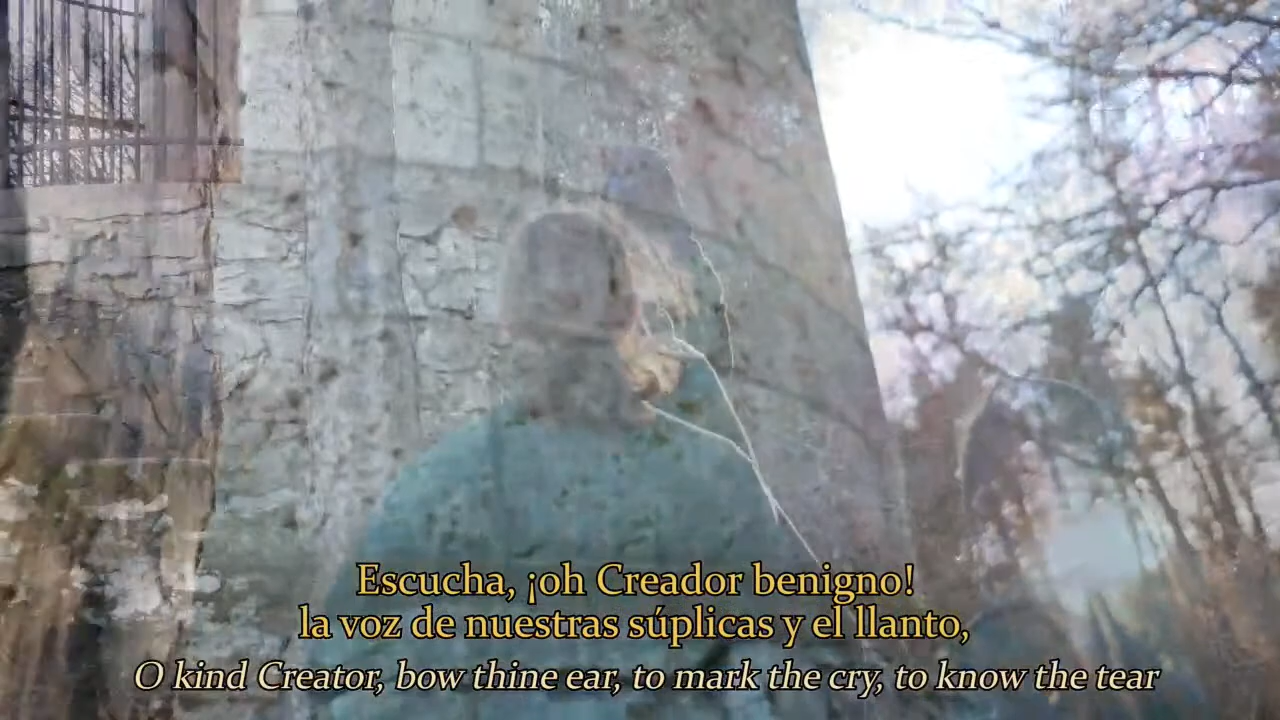 Escucha, ¡oh Creador benigno!
la voz de nuestras súplicas y el llanto,
O kind Creator, bow thine ear, to mark the cry, to know the tear